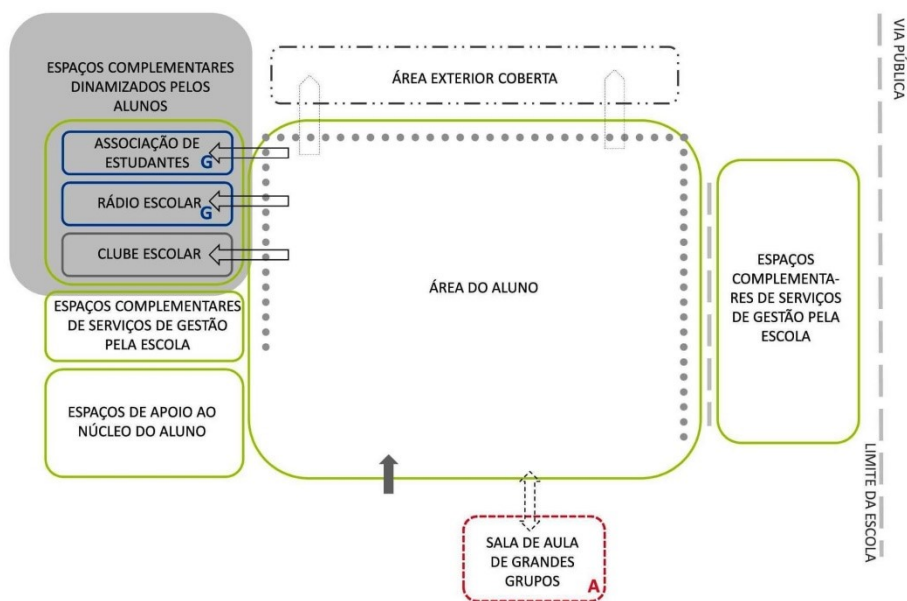 ESPAÇOS COMPLEMENTARES
DINAMIZADOS PELOS
ALUNOS
ASSOCIAÇÃO DE
ESTUDANTES
G
RÁDIO ESCOLAR
G
CLUBE ESCOLAR
ESPAÇOS COMPLEMENTARES
DE SERVIÇOS DE GESTÃO
PELA ESCOLA
ESPAÇOS DE APOIO AO
NÚCLEO DO ALUNO
ÁREA EXTERIOR COBERTA
ÁREA DO ALUNO
SALA DE AULA
DE GRANDES
GRUPOS
A
ESPAÇOS
COMPLEMENTA-
RES DE SERVIÇOS
DE GESTÃO PELA
ESCOLA
VIA PÚBLICA
LIMITE DA ESCOLA